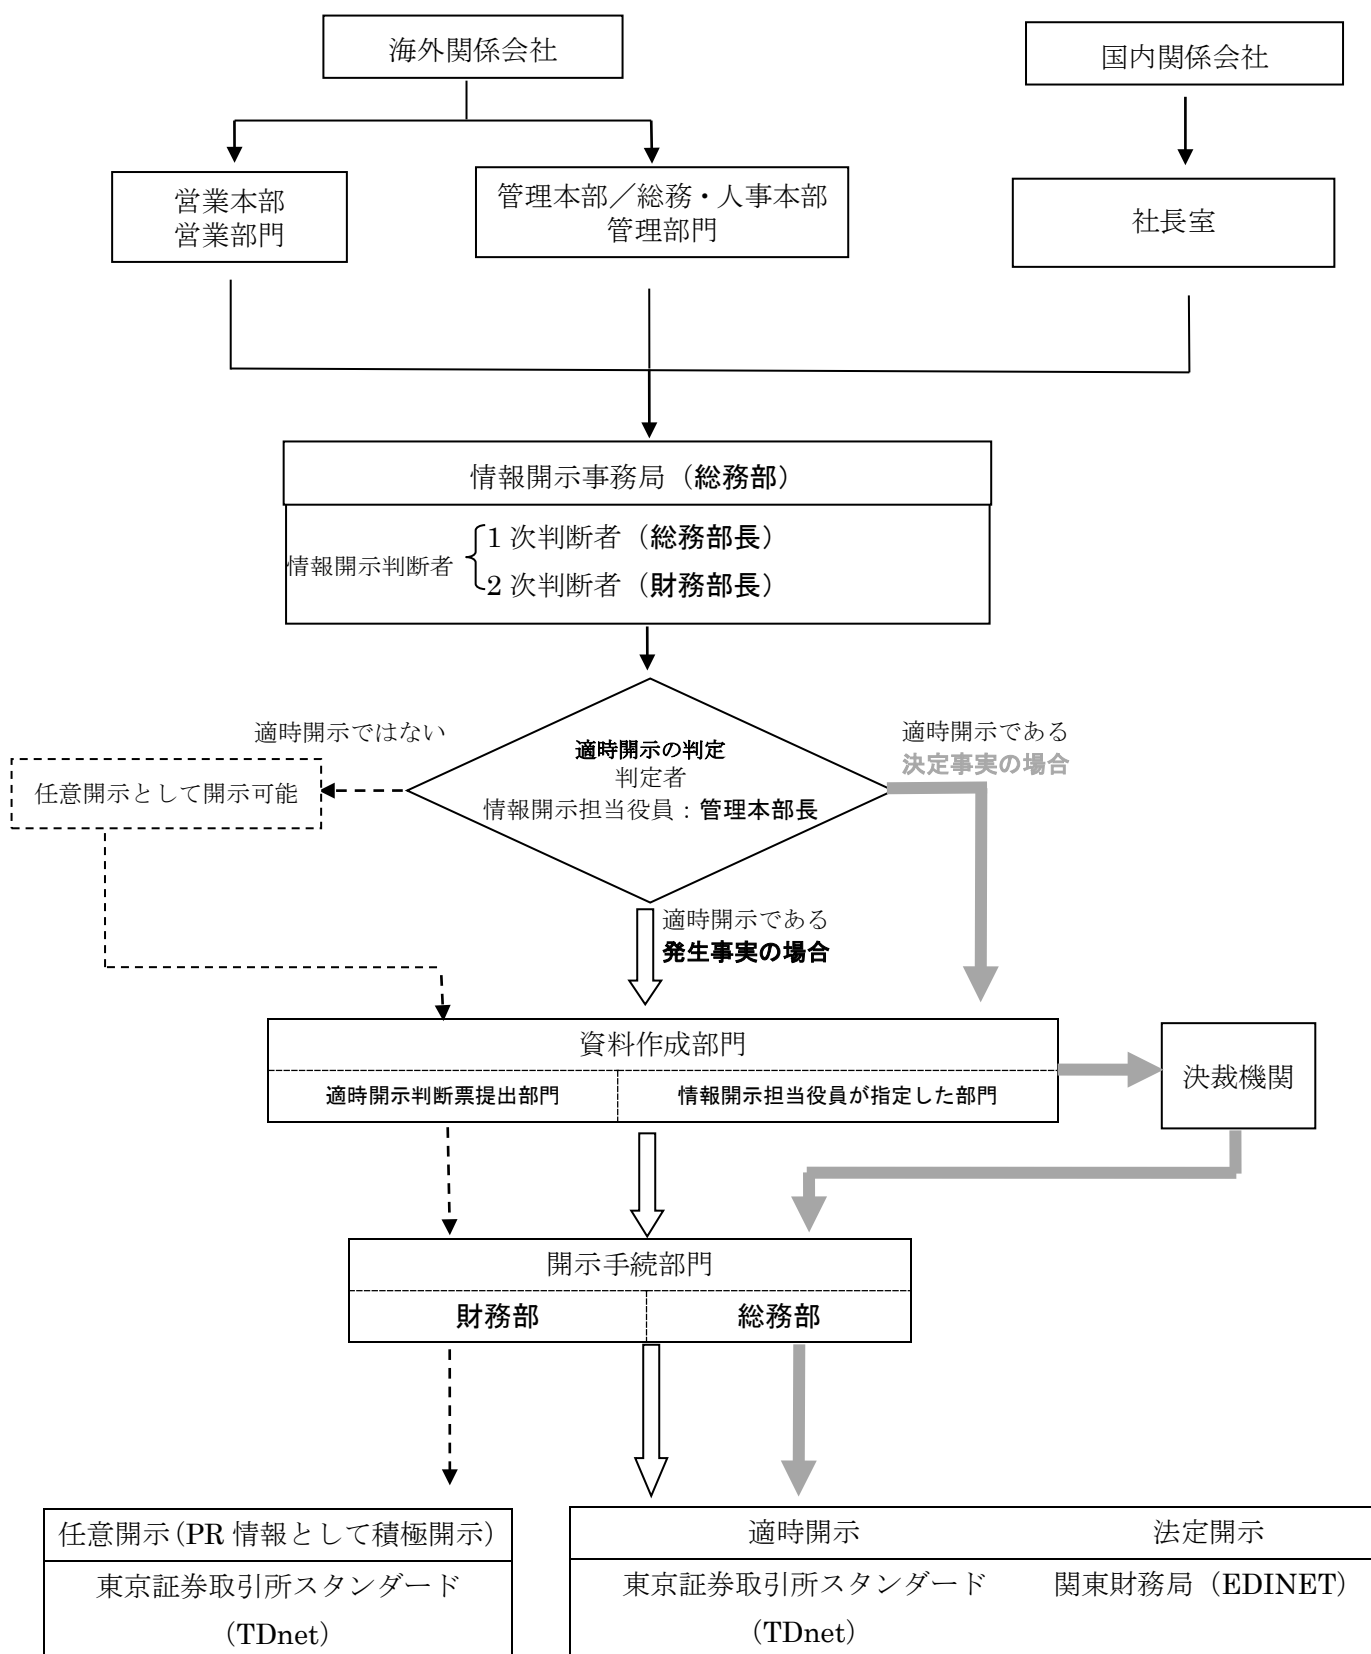 海外関係会社
国内関係会社
営業本部
営業部門
管理本部／総務・人事本部
管理部門
社長室
情報開示事務局（総務部）
情報開示判断者
1 次判断者（総務部長）
2 次判断者（財務部長）
適時開示ではない
適時開示の判定
判定者
情報開示担当役員：管理本部長
適時開示である
決定事実の場合
任意開示として開示可能
適時開示である
発生事実の場合
資料作成部門
適時開示判断票提出部門
情報開示担当役員が指定した部門
決裁機関
開示手続部門
財務部
総務部
任意開示(PR 情報として積極開示)
東京証券取引所スタンダード
（TDnet）
適時開示
法定開示
東京証券取引所スタンダード
（TDnet）
関東財務局（EDINET）